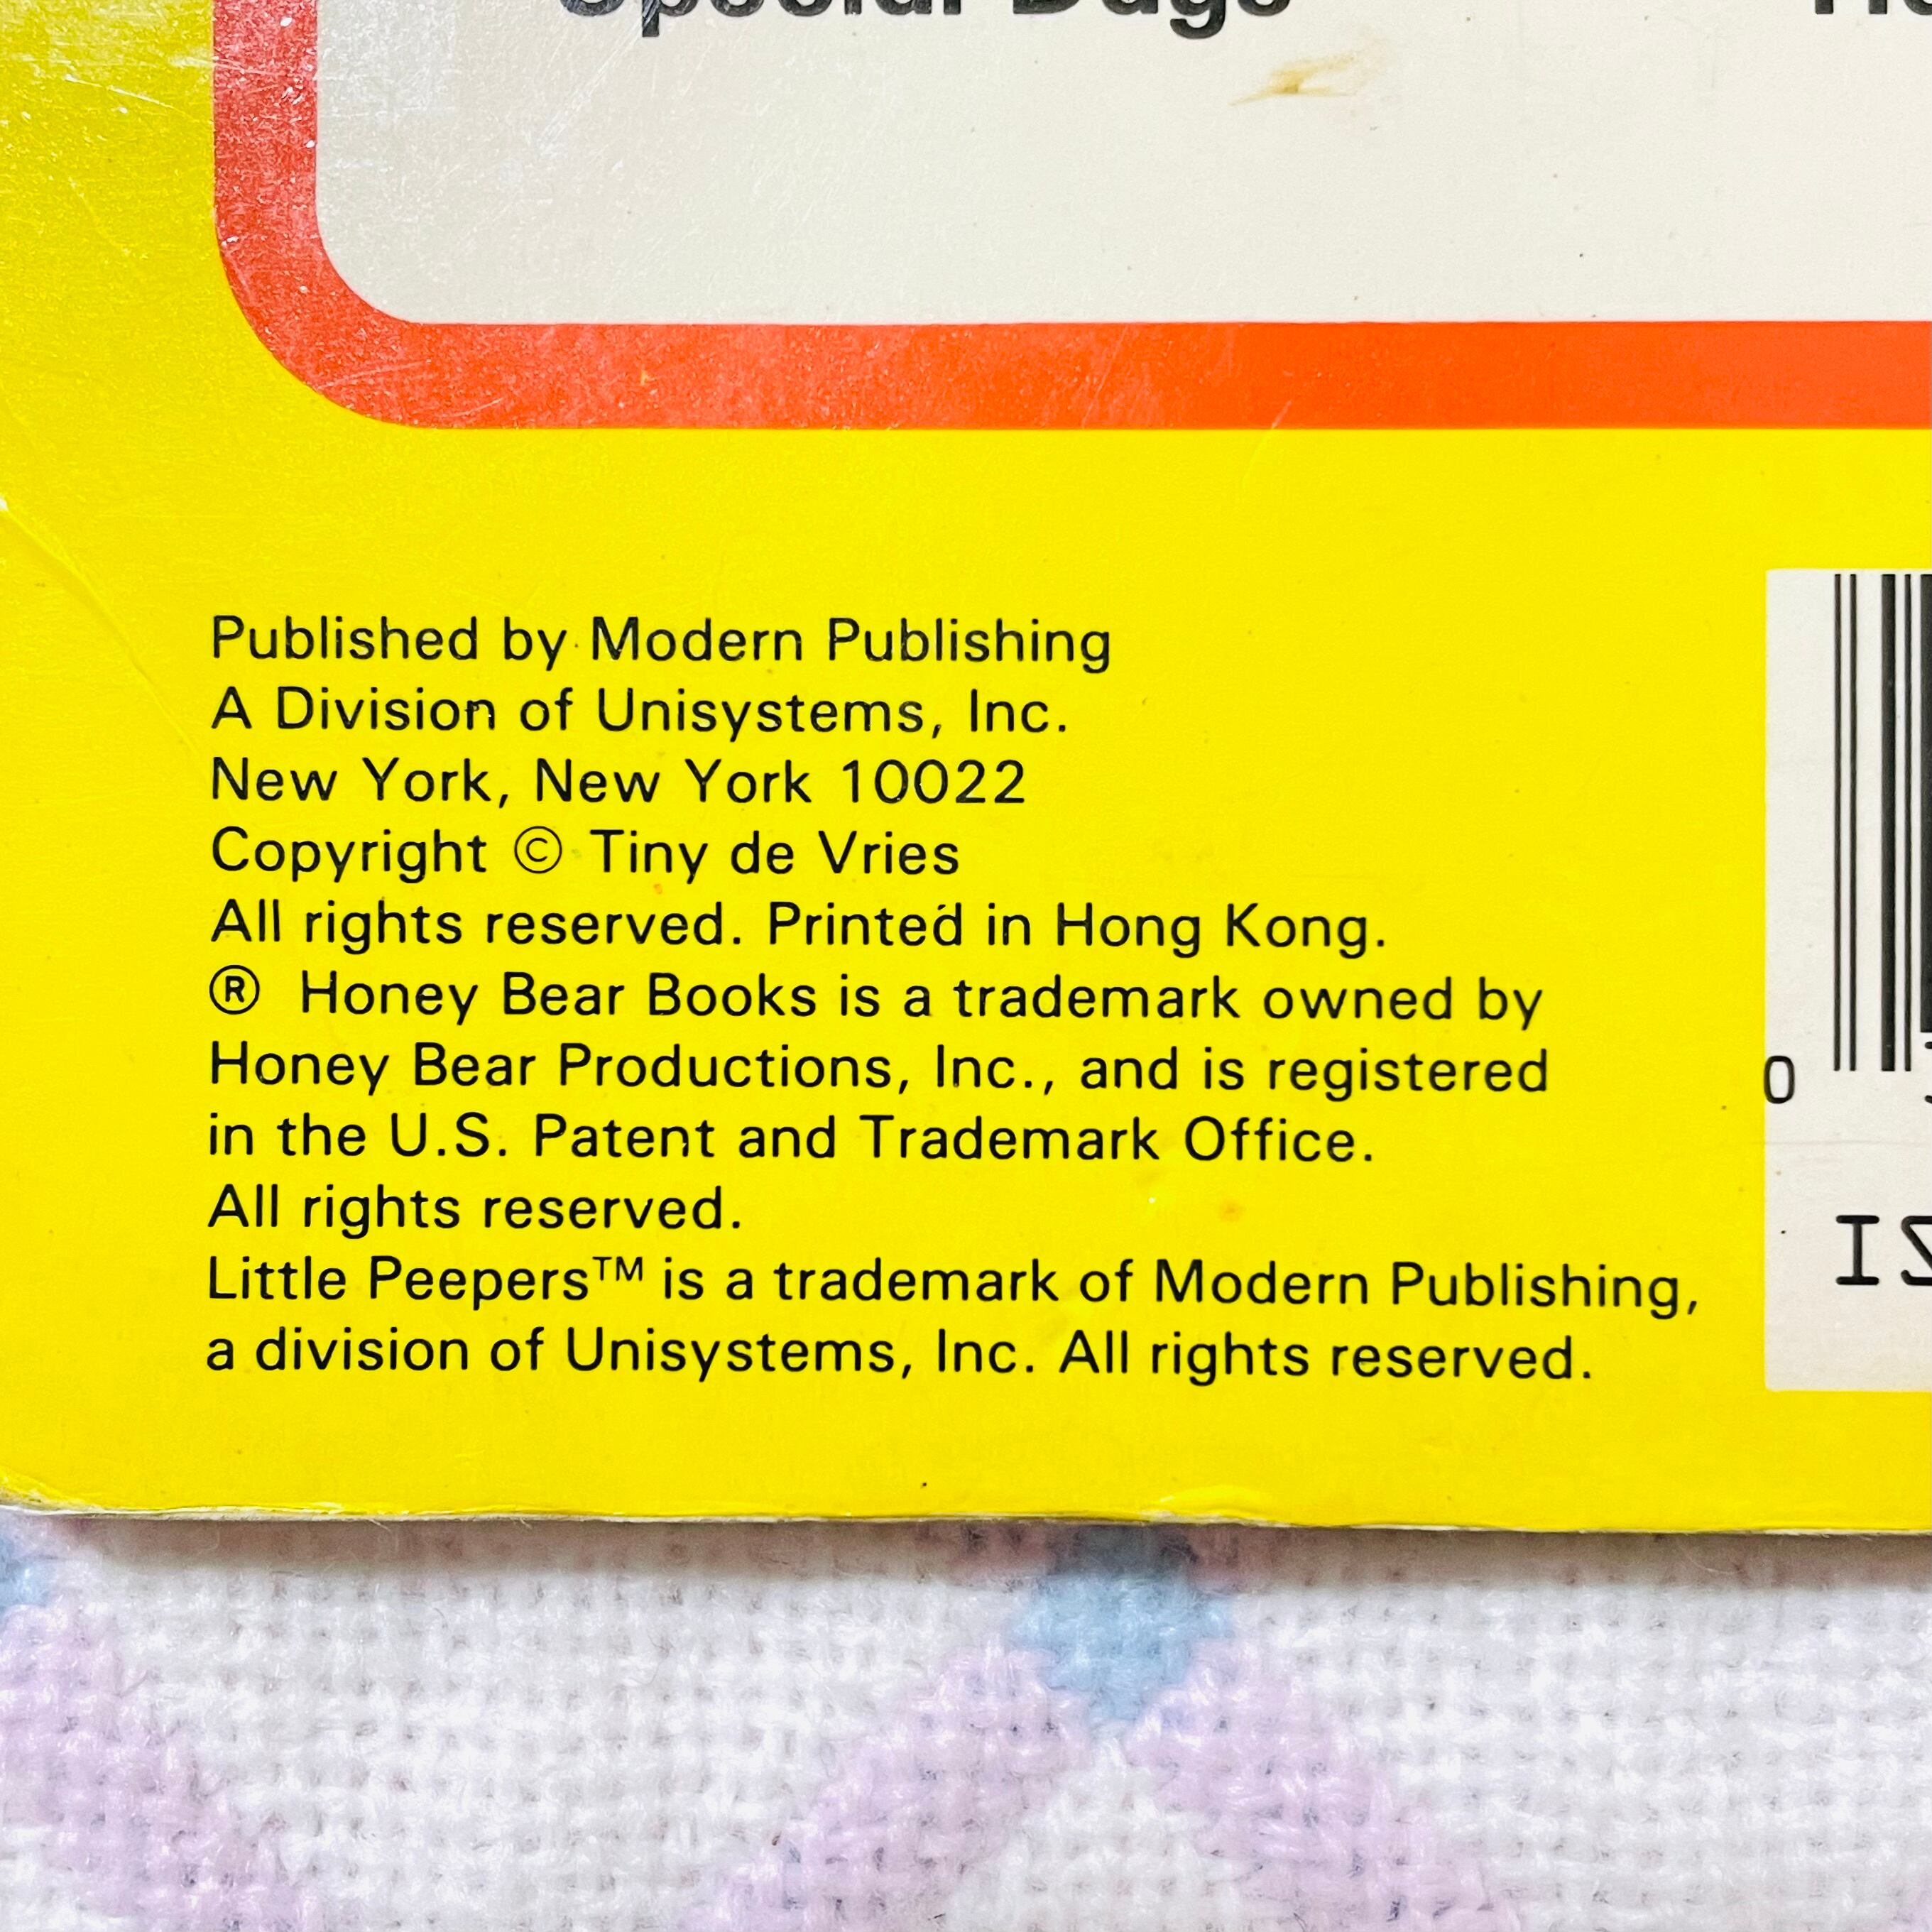 Special Days
Published by Modern Publishing
A Division of Unisystems, Inc.
New York, New York 10022
Copyright © Tiny de Vries
All rights reserved. Printed in Hong Kong.
® Honey Bear Books is a trademark owned by
Honey Bear Productions, Inc., and is registered
in the U.S. Patent and Trademark Office.
All rights reserved.
Little Peepers™ is a trademark of Modern Publishing,
a division of Unisystems, Inc. All rights reserved.
0